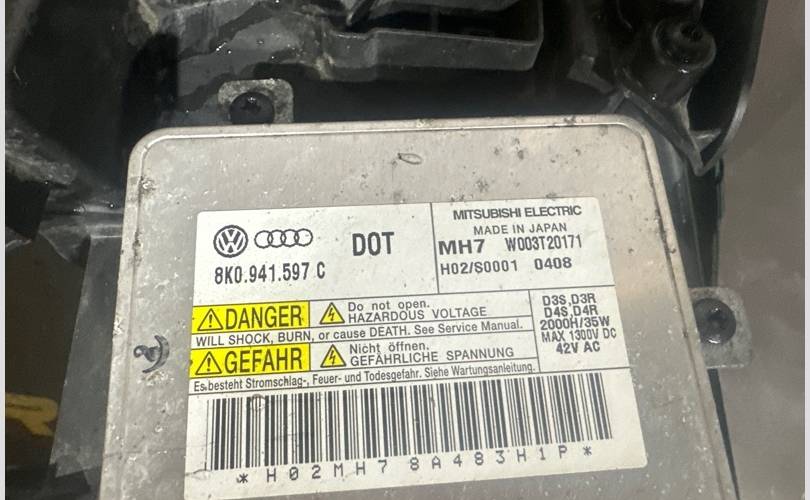 DOT
8K0.941.597 C
MITSUBISHI ELECTRIC
MADE IN JAPAN
MH7 W003T20171
H02/S0001 0408
DANGER
Do not open.
HAZARDOUS VOLTAGE
WILL SHOCK, BURN, or cause DEATH. See Service Manual.
GEFAHR
Nicht öffnen.
GEFÄHRLICHE SPANNUNG
Es besteht Stromschlag-, Feuer- und Todesgefahr. Siehe Wartungsanleitung.
D3S,D3R
D4S,D4R
2000H/35W
MAX 1300V DC
42V AC
*H02MH78A483H1P*